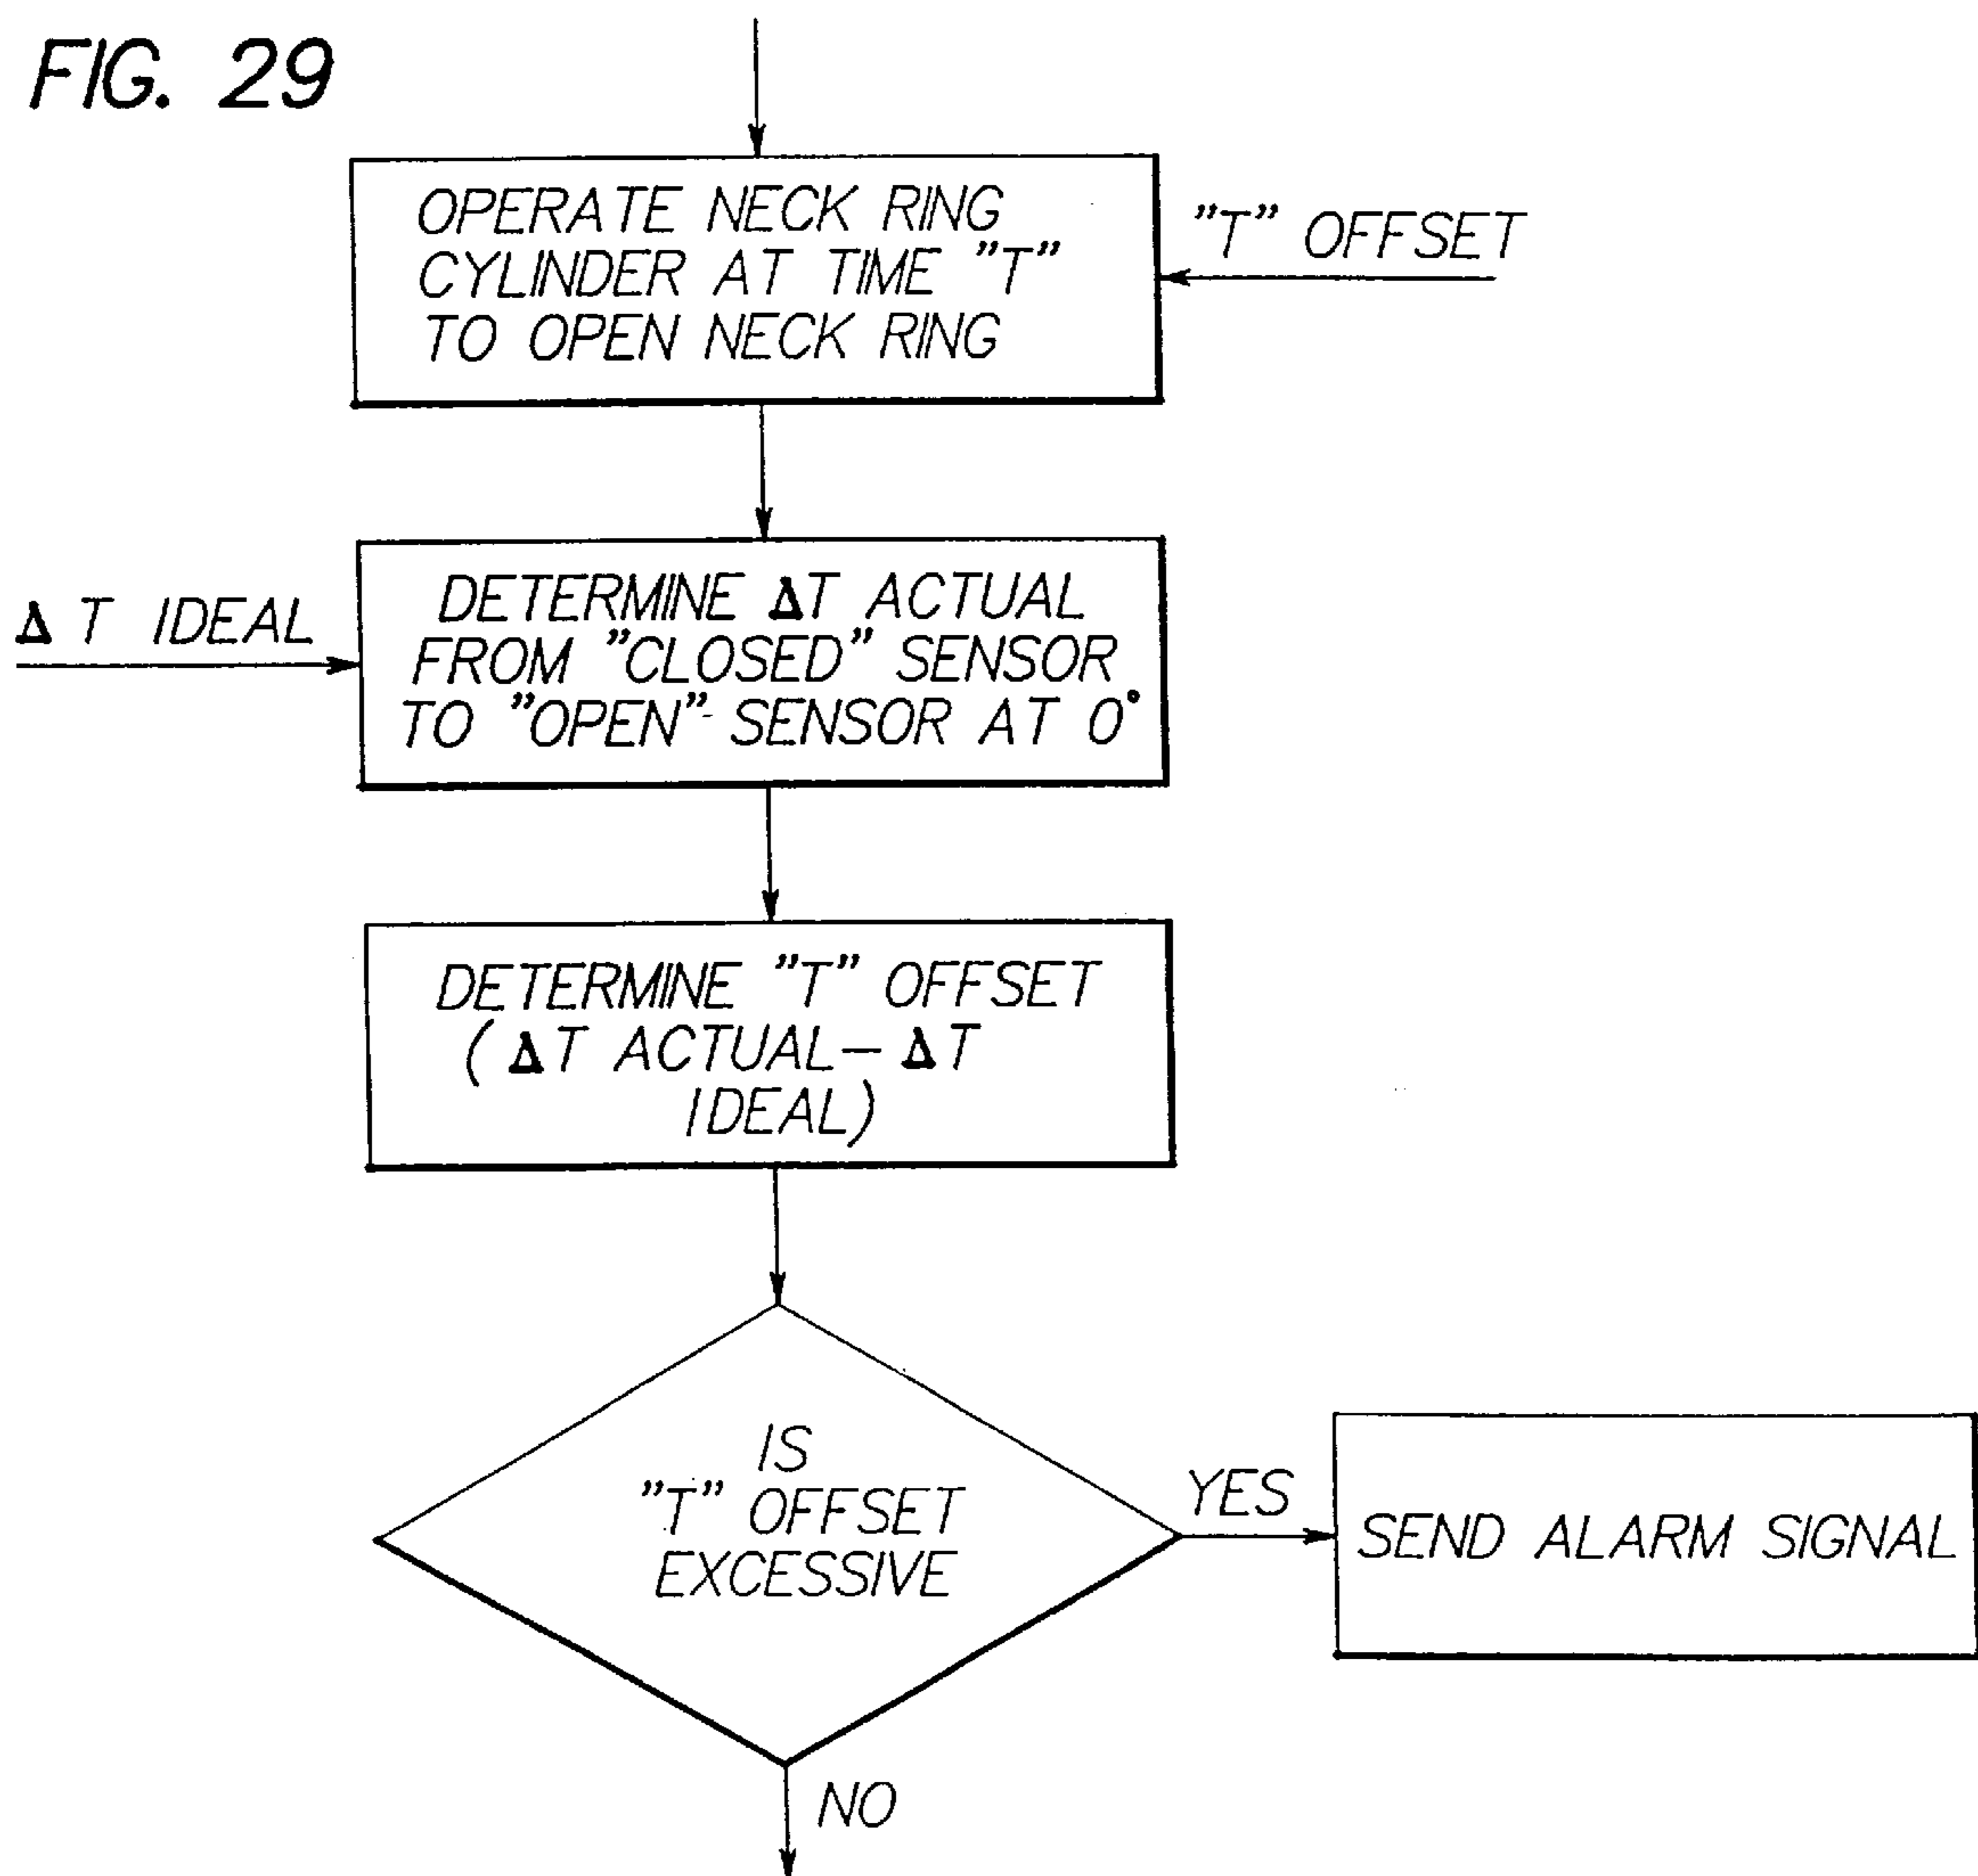 FIG. 29
OPERATE NECK RING
CYLINDER AT TIME "T"
TO OPEN NECK RING
"T" OFFSET
Δ T IDEAL
DETERMINE ΔT ACTUAL
FROM "CLOSED" SENSOR
TO "OPEN" SENSOR AT 0°
DETERMINE "T" OFFSET
(ΔT ACTUAL - ΔT
IDEAL)
IS
"T" OFFSET
EXCESSIVE
YES
SEND ALARM SIGNAL
NO